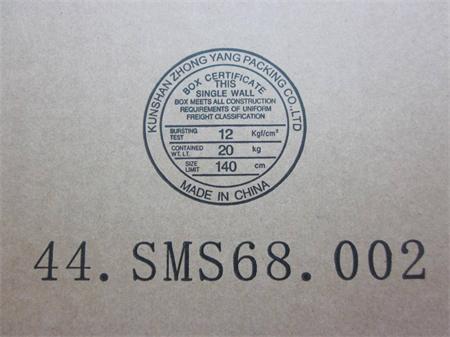 KUNSHAN ZHONG YANG PACKING CO.,LTD
BOX CERTIFICATE
THIS
SINGLE WALL
BOX MEETS ALL CONSTRUCTION
REQUIREMENTS OF UNIFORM
FREIGHT CLASSIFICATION
BURSTING TEST 12 Kgf/cm²
CONTAINED WT. LT. 20 kg
SIZE LIMIT 140 cm
MADE IN CHINA
44.SMS68.002